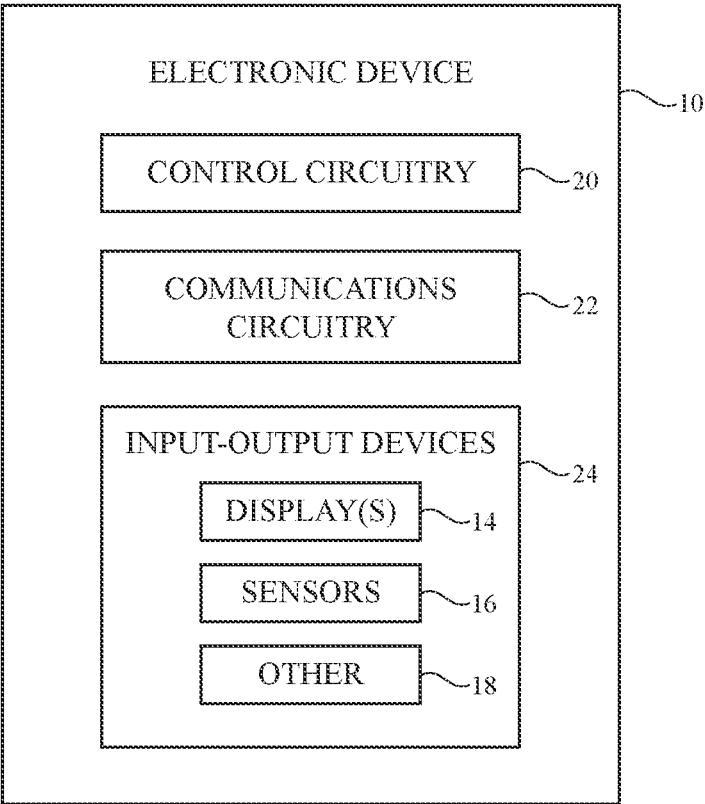 ELECTRONIC DEVICE
10
CONTROL CIRCUITRY
20
COMMUNICATIONS
CIRCUITRY
22
INPUT-OUTPUT DEVICES
24
DISPLAY(S)
14
SENSORS
16
OTHER
18